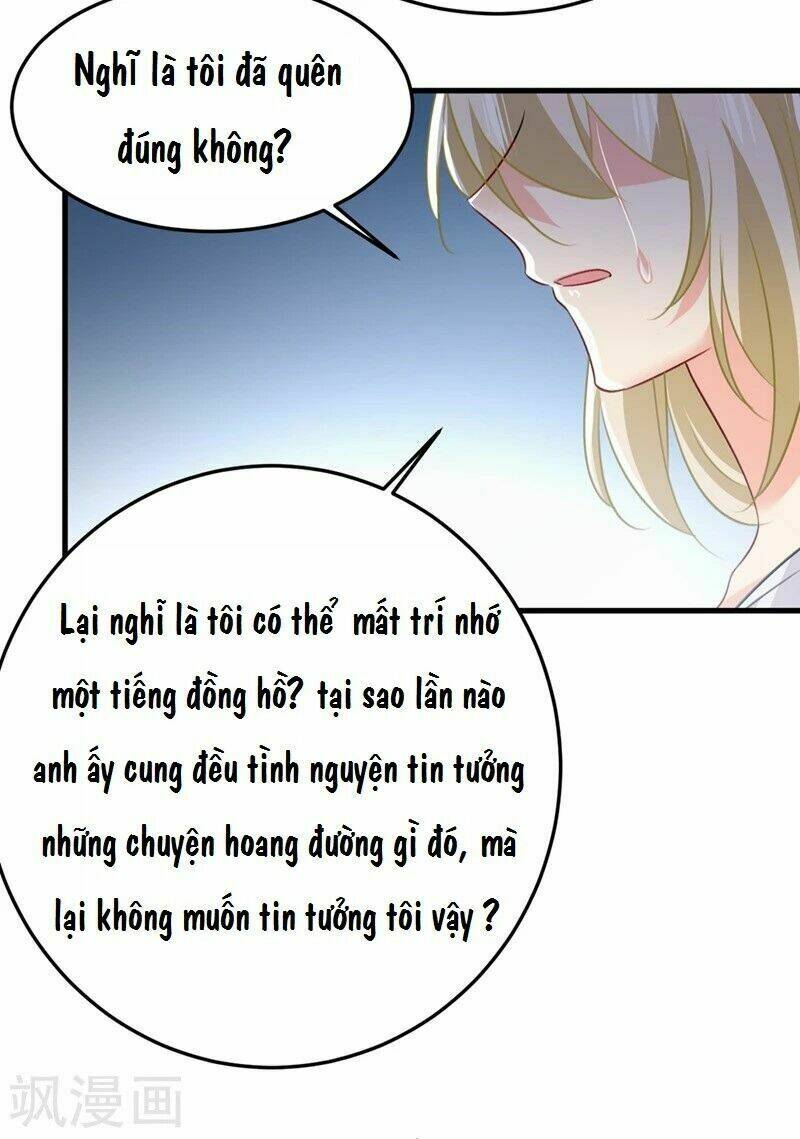 Nghĩ là tôi đã quên
đúng không?
Lại nghĩ là tôi có thể mất trí nhớ
một tiếng đồng hồ? tại sao lần nào
anh ấy cung đều tình nguyện tin tưởng
những chuyện hoang đường gì đó, mà
lại không muốn tin tưởng tôi vậy ?
飒漫画